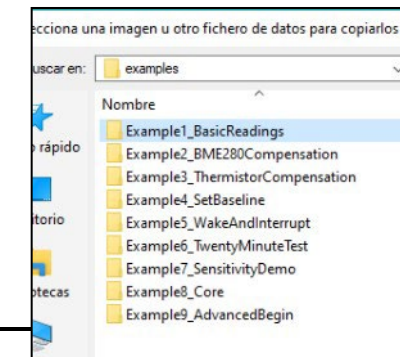 ecciona una imagen u otro fichero de datos para copiarlos
uscar en: examples
Nombre
Example1_BasicReadings
rápido
Example2_BME280Compensation
Example3_ThermistorCompensation
Example4_SetBaseline
itorio
Example5_WakeAndInterrupt
Example6_TwentyMinuteTest
Example7_SensitivityDemo
otecas
Example8_Core
Example9_AdvancedBegin